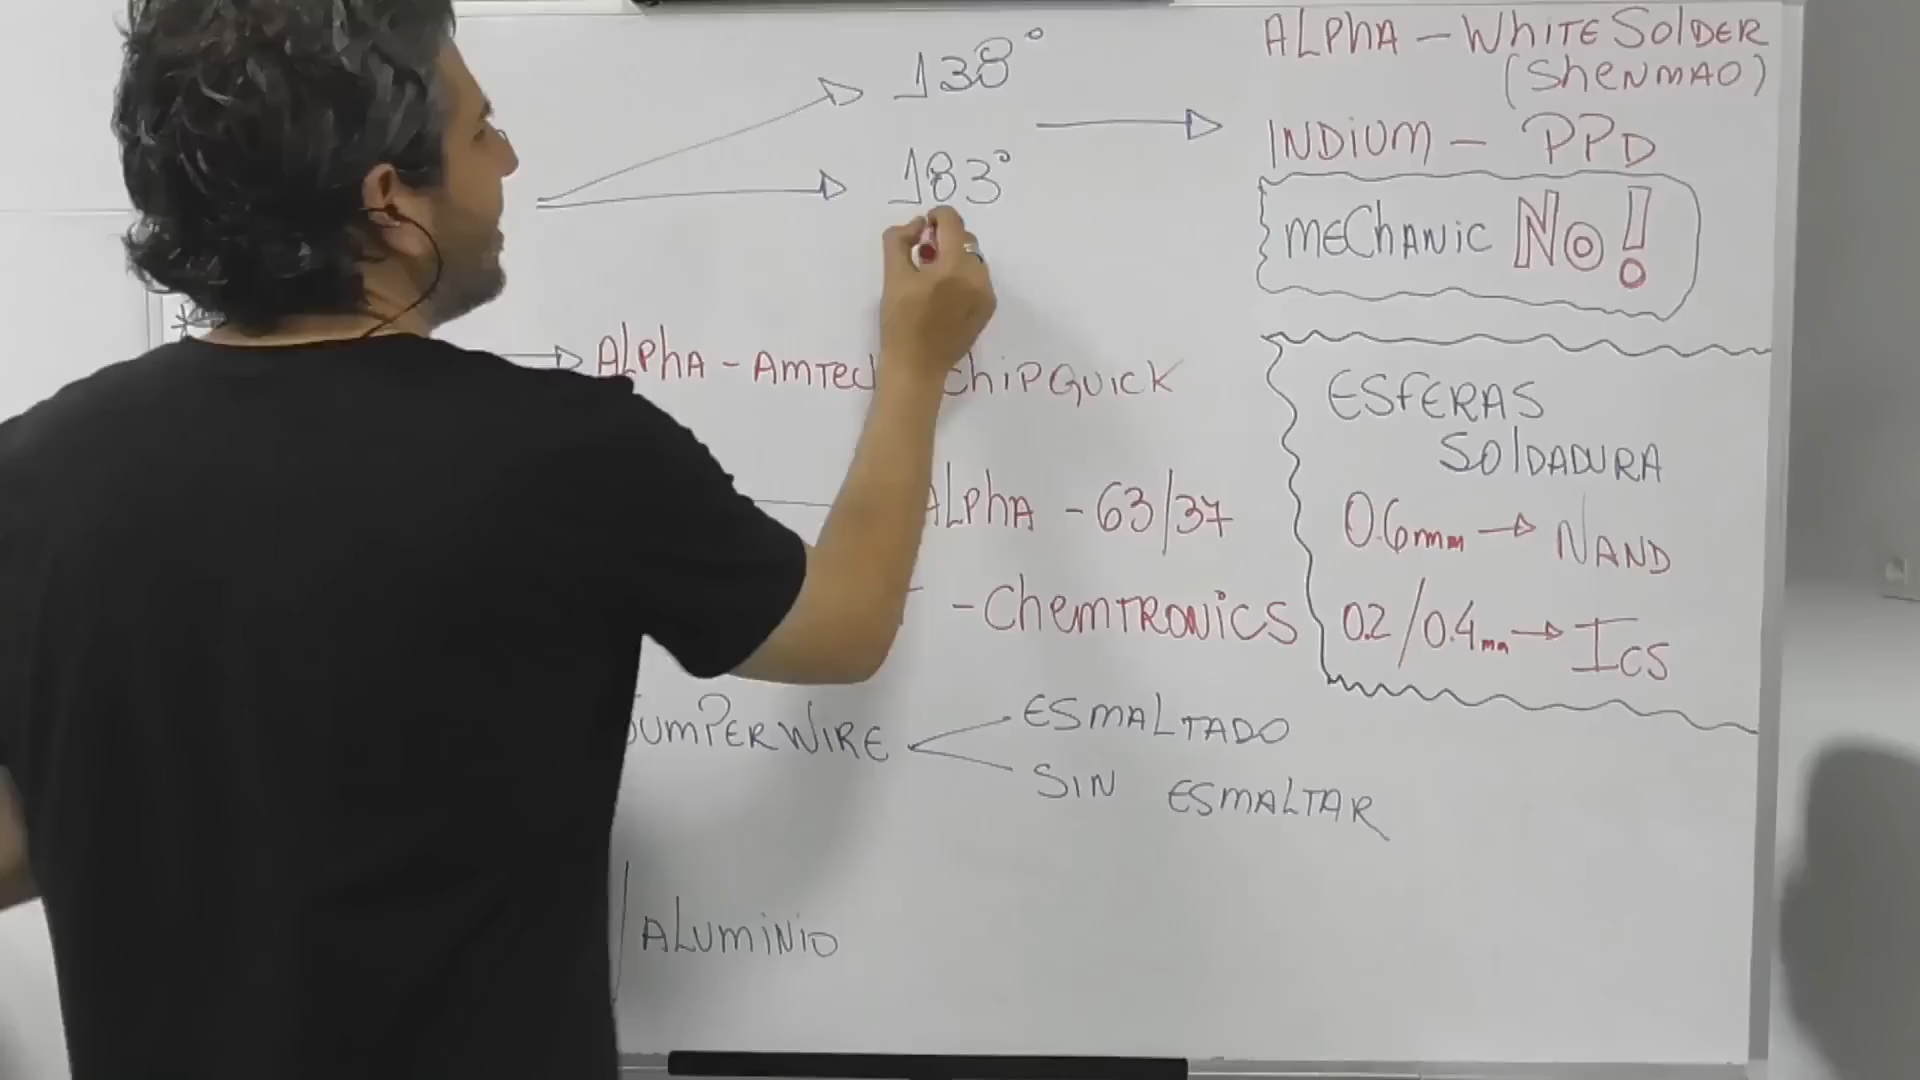 138°
183°
ALPhA - WhiTE SolDER
(ShENMAO)
INDIUM - PPD
mEChANiC No!
ALPhA - AMTEC ChiPQUiCK
ALPhA - 63/37
- ChEmTRONiCS
ESfERAS
SOlDADURA
0.6mm → NAND
0.2/0.4mm → ICS
JUMPER WiRE
ESMALTADO
SIN ESMALTAR
/ ALUMiNiO